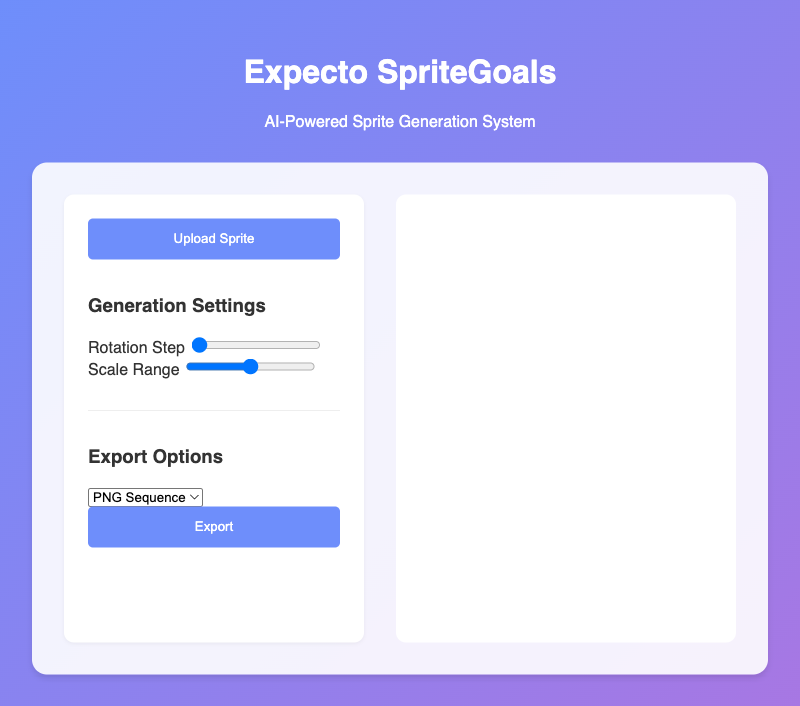 Expecto SpriteGoals
AI-Powered Sprite Generation System
Upload Sprite
Generation Settings
Rotation Step
Scale Range
Export Options
PNG Sequence
Export